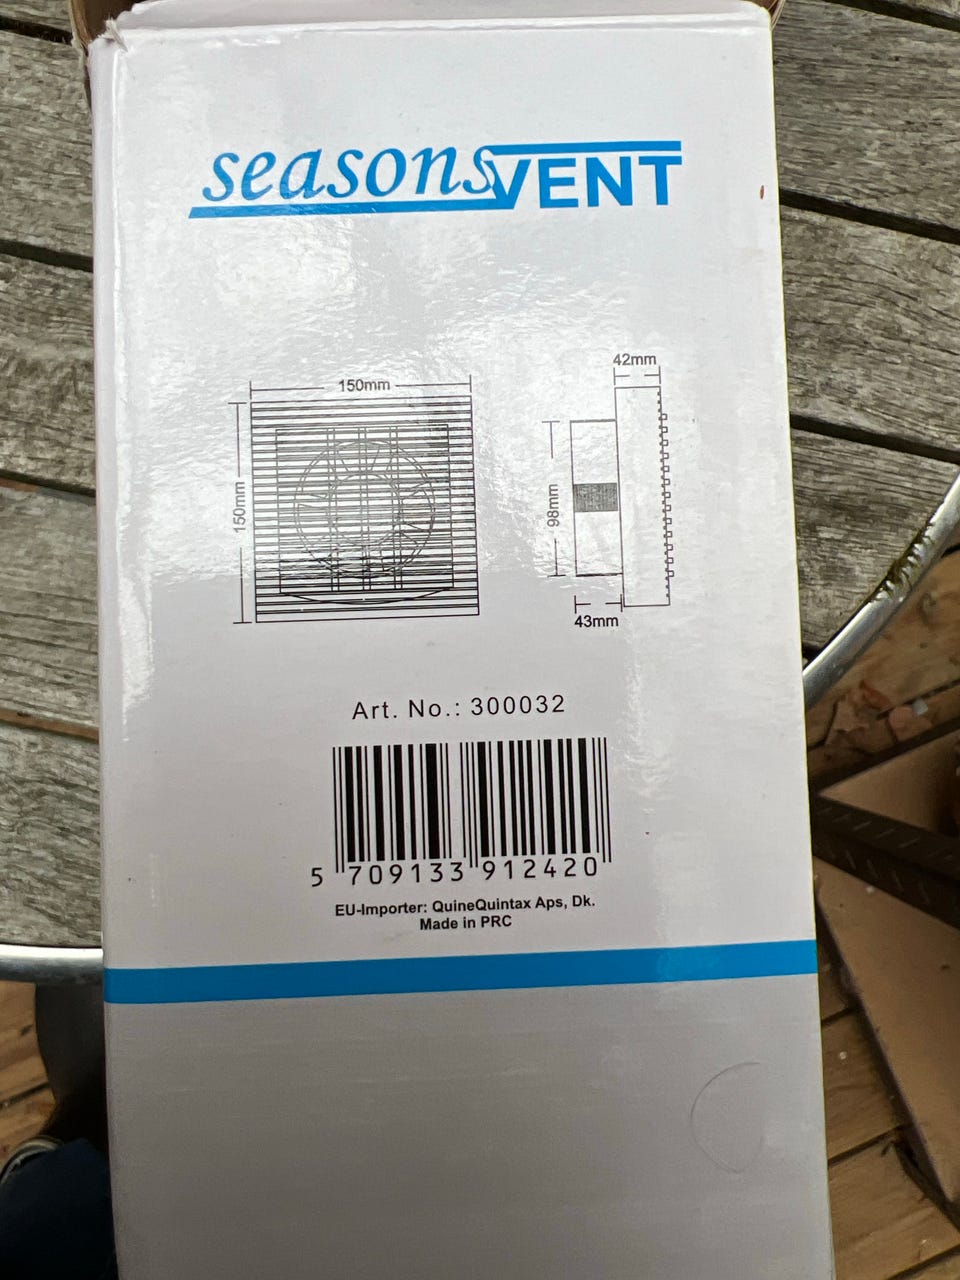 seasonsVENT
150mm
42mm
150mm
98mm
43mm
Art. No.: 300032
5 709133 912420
EU-Importer: QuineQuintax Aps, Dk.
Made in PRC